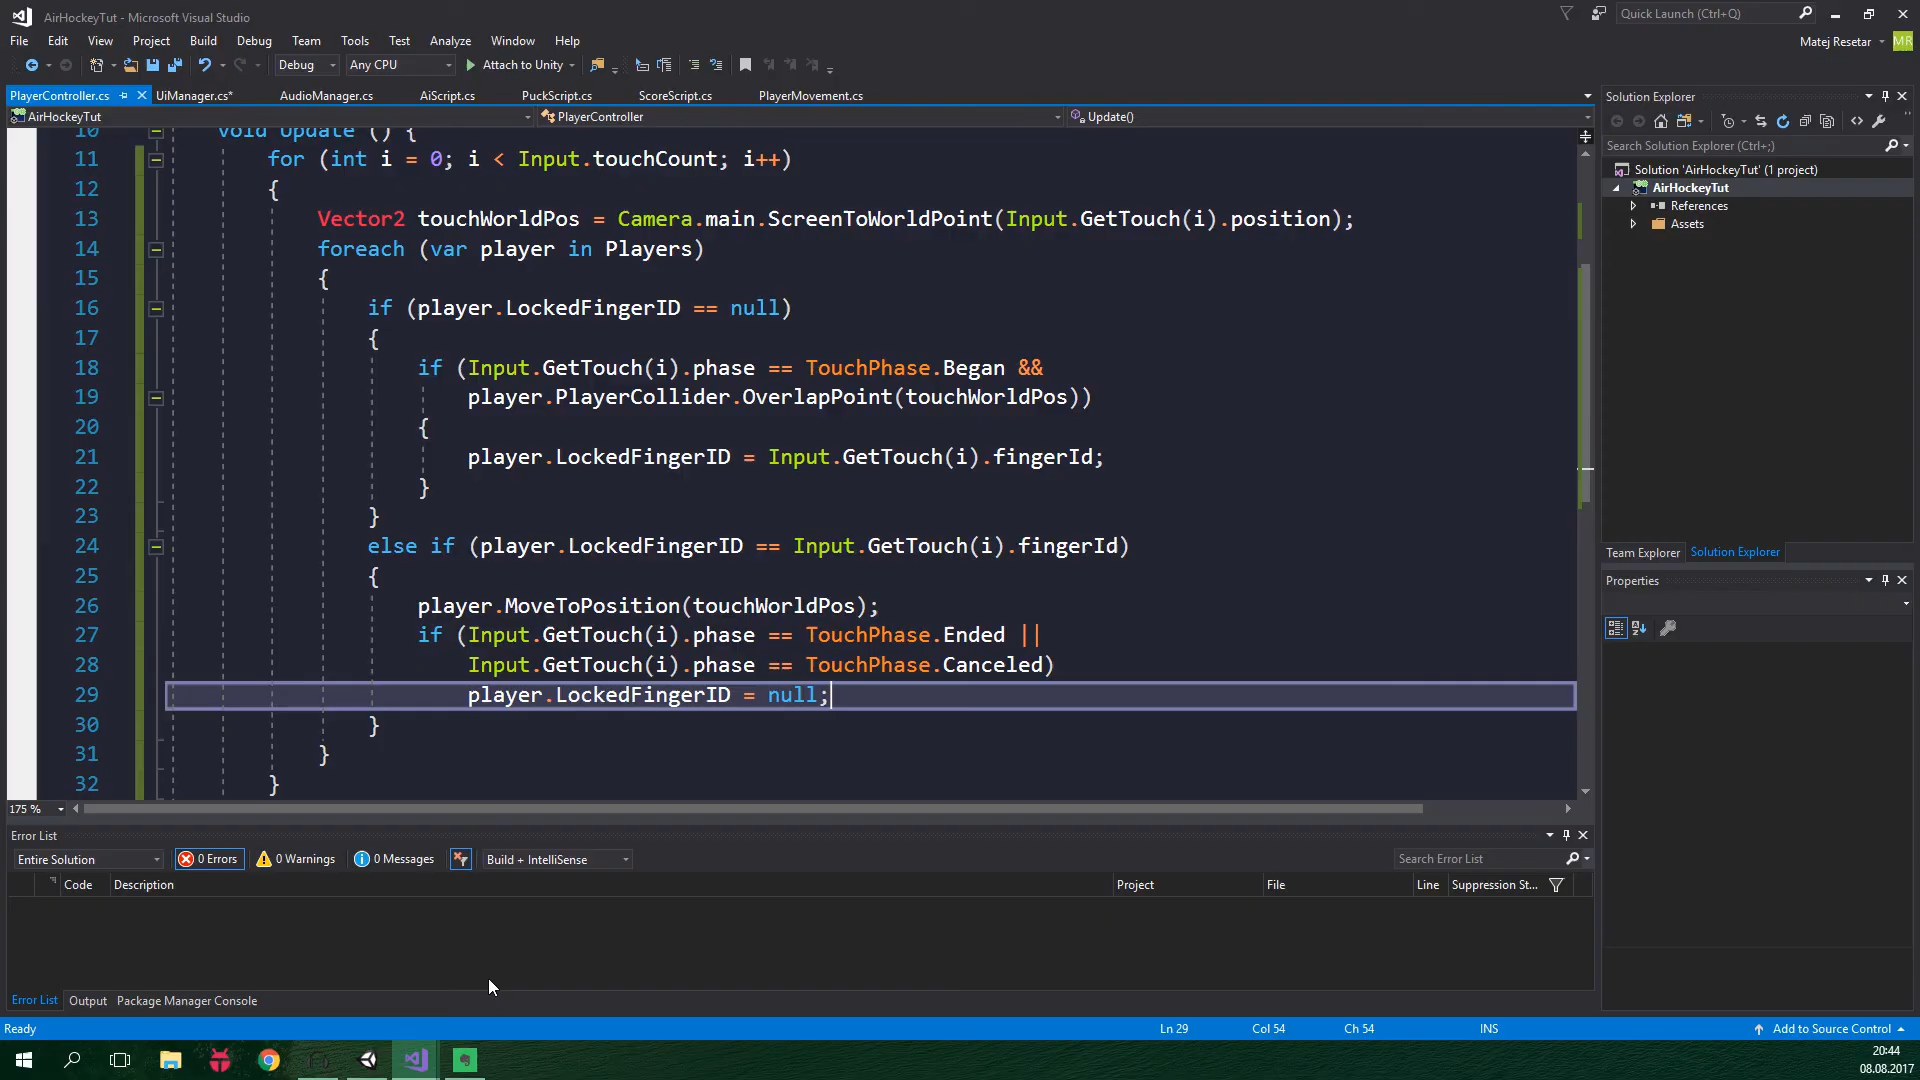 AirHockeyTut - Microsoft Visual Studio
Quick Launch (Ctrl+Q)
File Edit View Project Build Debug Team Tools Test Analyze Window Help
Matej Resetar MR
Debug Any CPU Attach to Unity
PlayerController.cs UiManager.cs* AudioManager.cs AiScript.cs PuckScript.cs ScoreScript.cs PlayerMovement.cs
AirHockeyTut PlayerController Update()
10 void Update () {
11 for (int i = 0; i < Input.touchCount; i++)
12 {
13 Vector2 touchWorldPos = Camera.main.ScreenToWorldPoint(Input.GetTouch(i).position);
14 foreach (var player in Players)
15 {
16 if (player.LockedFingerID == null)
17 {
18 if (Input.GetTouch(i).phase == TouchPhase.Began &&
19 player.PlayerCollider.OverlapPoint(touchWorldPos))
20 {
21 player.LockedFingerID = Input.GetTouch(i).fingerId;
22 }
23 }
24 else if (player.LockedFingerID == Input.GetTouch(i).fingerId)
25 {
26 player.MoveToPosition(touchWorldPos);
27 if (Input.GetTouch(i).phase == TouchPhase.Ended ||
28 Input.GetTouch(i).phase == TouchPhase.Canceled)
29 player.LockedFingerID = null;
30 }
31 }
32 }
175 %
Solution Explorer
Search Solution Explorer (Ctrl+;)
Solution 'AirHockeyTut' (1 project)
AirHockeyTut
References
Assets
Team Explorer Solution Explorer
Properties
Error List
Entire Solution 0 Errors 0 Warnings 0 Messages Build + IntelliSense Search Error List
Code Description Project File Line Suppression St...
Error List Output Package Manager Console
Ready Ln 29 Col 54 Ch 54 INS Add to Source Control
20:44
08.08.2017